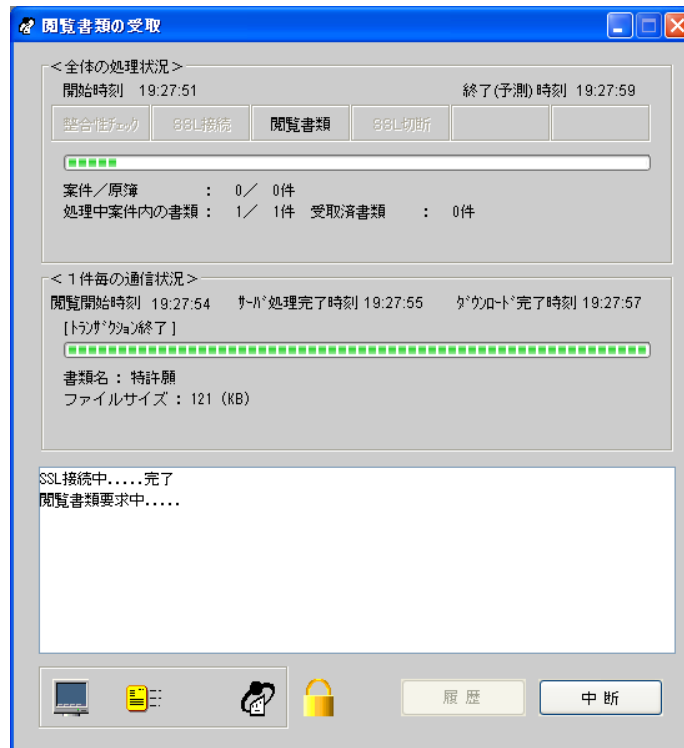 閲覧書類の受取
＜全体の処理状況＞
開始時刻 19:27:51 終了(予測)時刻 19:27:59
整合性ﾁｪｯｸ SSL接続 閲覧書類 SSL切断
案件／原簿 : 0／ 0件
処理中案件内の書類 : 1／ 1件 受取済書類 : 0件
＜１件毎の通信状況＞
閲覧開始時刻 19:27:54 ｻｰﾊﾞ処理完了時刻 19:27:55 ﾀﾞｳﾝﾛｰﾄﾞ完了時刻 19:27:57
[ﾄﾗﾝｻﾞｸｼｮﾝ終了]
書類名 : 特許願
ファイルサイズ : 121 (KB)
SSL接続中.....完了
閲覧書類要求中.....
履歴 中断